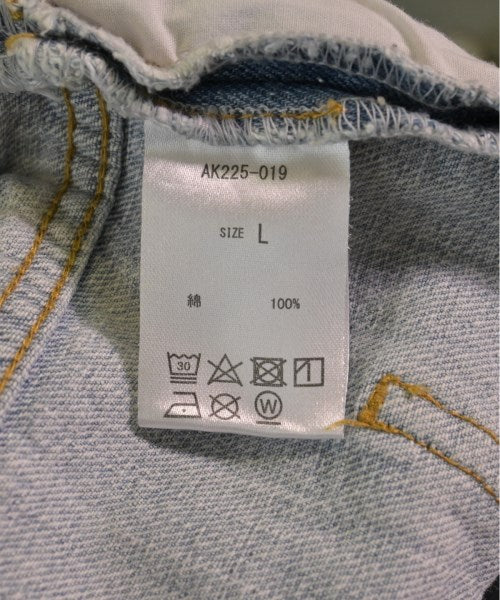 AK225-019
SIZE L
綿 100%
30
W